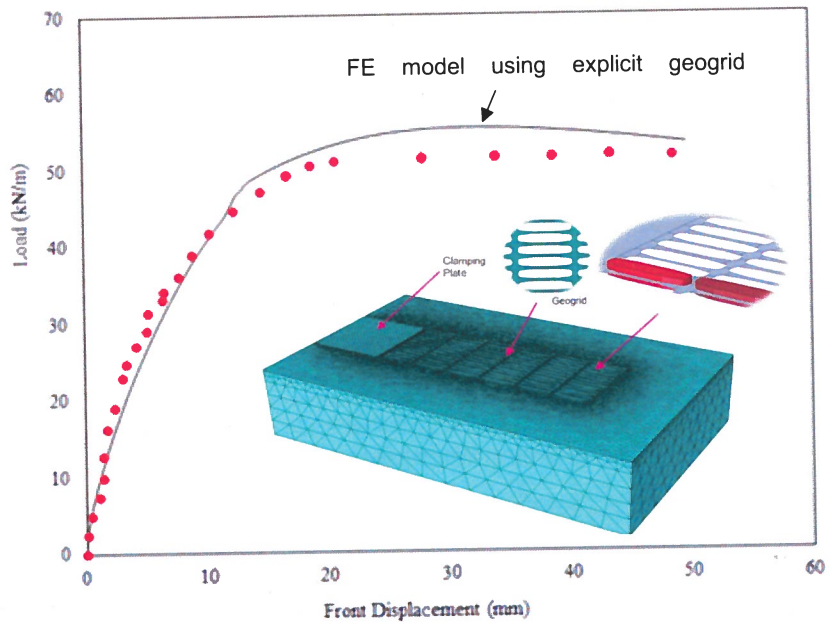 70
60
50
40
30
20
10
0
Load (kN/m)
FE model using explicit geogrid
Clamping
Plate
Geogrid
0 10 20 30 40 50 60
Front Displacement (mm)